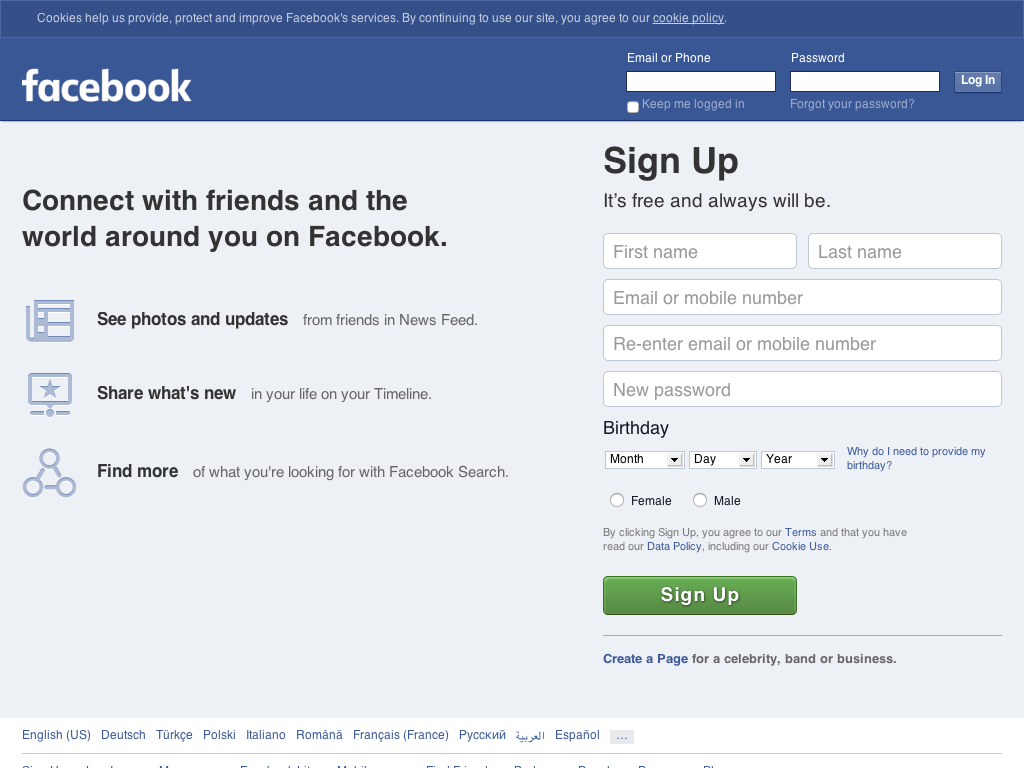 Cookies help us provide, protect and improve Facebook's services. By continuing to use our site, you agree to our cookie policy.
facebook
Email or Phone
Password
Log In
Keep me logged in
Forgot your password?
Connect with friends and the
world around you on Facebook.
See photos and updates from friends in News Feed.
Share what's new in your life on your Timeline.
Find more of what you're looking for with Facebook Search.
Sign Up
It's free and always will be.
First name
Last name
Email or mobile number
Re-enter email or mobile number
New password
Birthday
Month
Day
Year
Why do I need to provide my
birthday?
Female
Male
By clicking Sign Up, you agree to our Terms and that you have
read our Data Policy, including our Cookie Use.
Sign Up
Create a Page for a celebrity, band or business.
English (US) Deutsch Türkçe Polski Italiano Română Français (France) Русский العربية Español ...